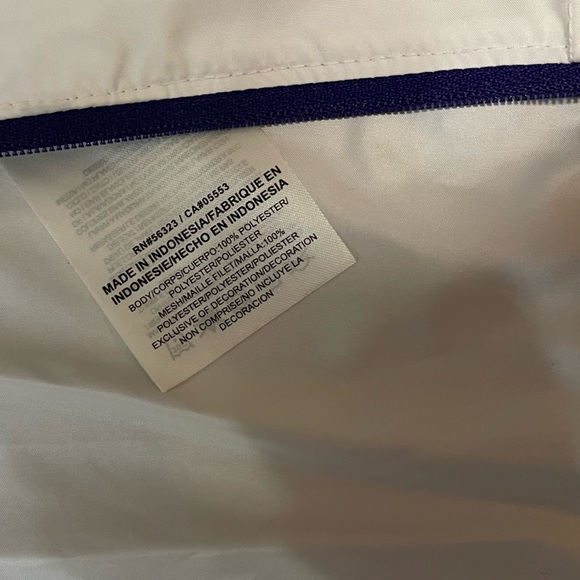 RN#56323 / CA#05553
MADE IN INDONESIA/FABRIQUE EN
INDONESIE/HECHO EN INDONESIA
BODY/CORPS/CUERPO:100% POLYESTER/
POLYESTER/POLIESTER
MESH/MAILLE FILET/MALLA:100%
POLYESTER/POLYESTER/POLIESTER
EXCLUSIVE OF DECORATION/DECORATION
NON COMPRISE/NO INCLUYE LA
DECORACION